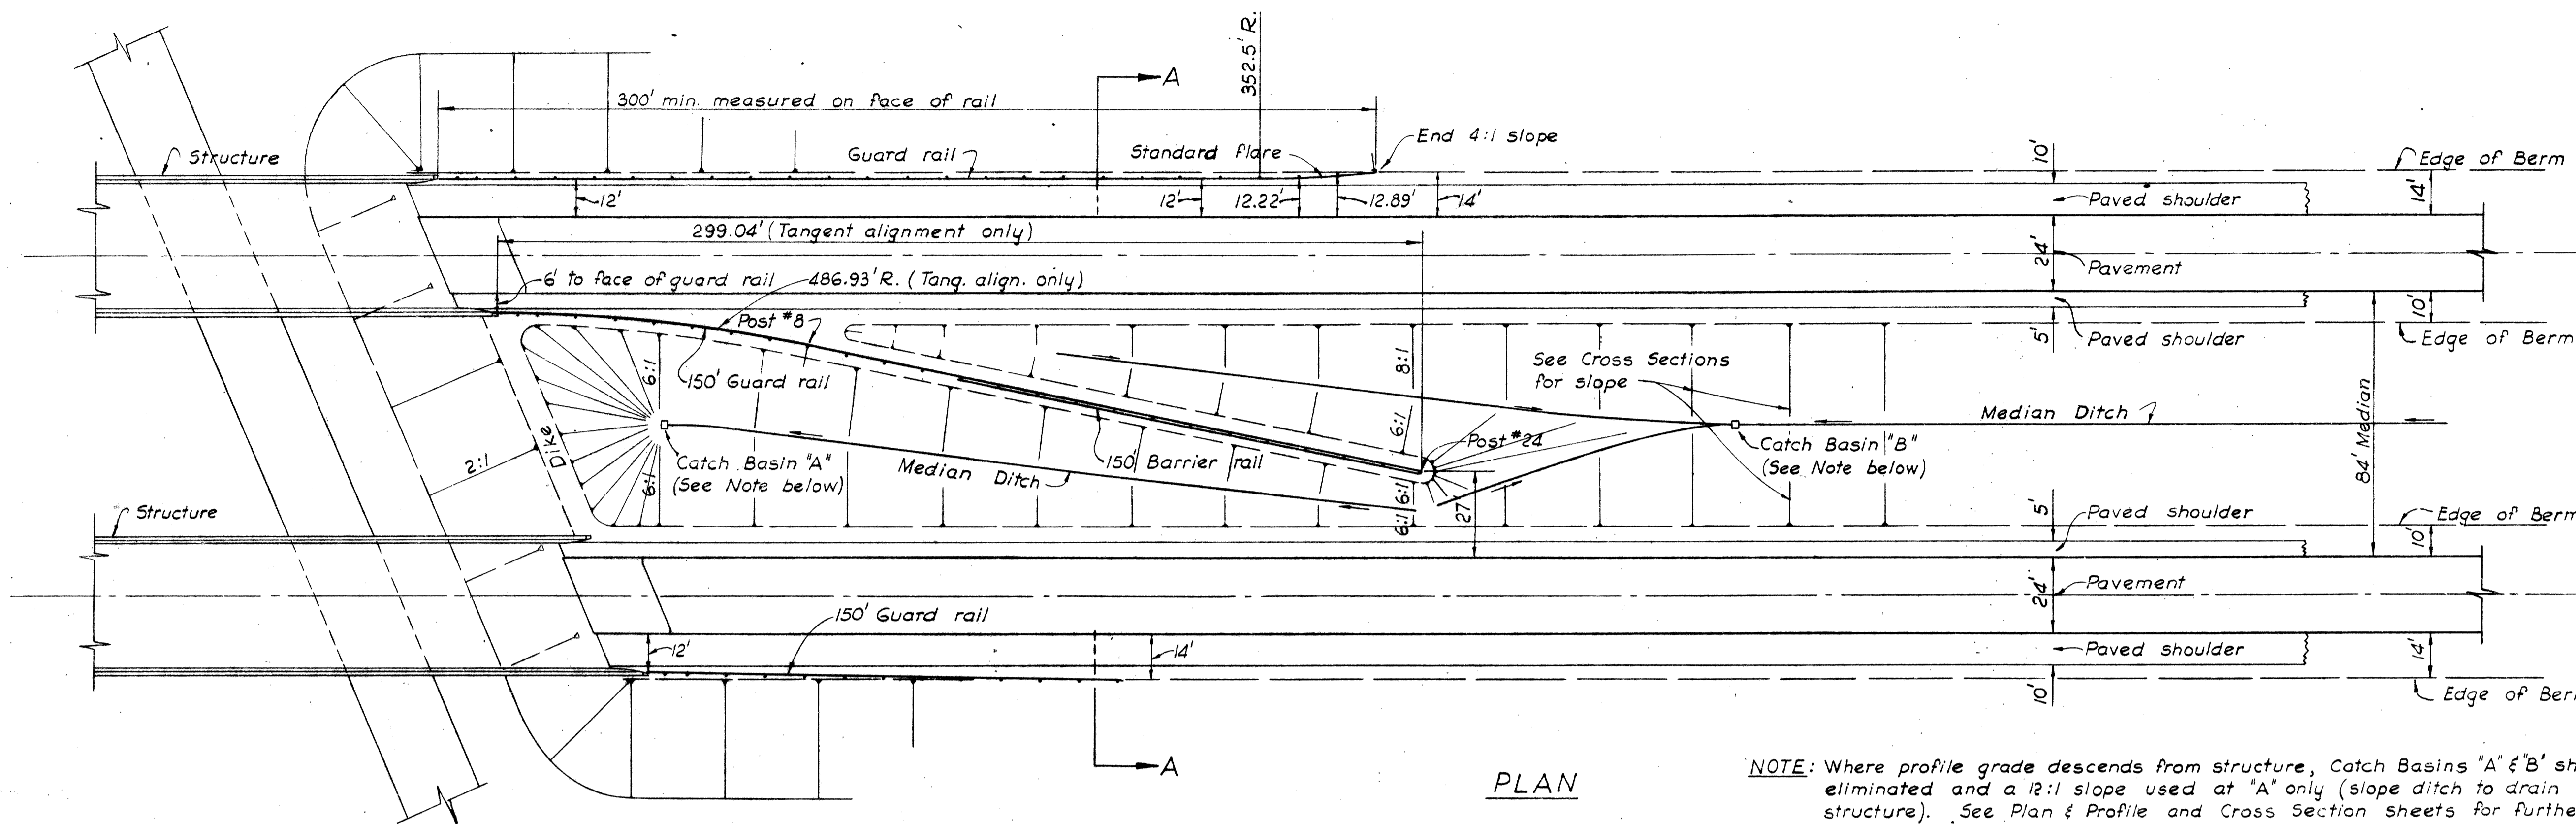 352.5' R.
A
300' min. measured on face of rail
End 4:1 slope
Structure
Guard rail
Standard flare
10'
Edge of Berm
12'
12'
12.22'
12.89'
14'
Paved shoulder
14'
299.04' (Tangent alignment only)
24'
Pavement
6' to face of guard rail
486.93' R. (Tang. align. only)
Post #8
10'
5'
Paved shoulder
Edge of Berm
6:1
150' Guard rail
8:1
See Cross Sections
for slope
Median Ditch
Dike
2:1
6:1
Post #24
Catch Basin "A"
(See Note below)
6:1
Median Ditch
150' Barrier rail
Catch Basin "B"
(See Note below)
84' Median
6:1
6:1
27'
Structure
5'
Paved shoulder
Edge of Berm
10'
24'
Pavement
150' Guard rail
12'
14'
Paved shoulder
14'
10'
Edge of Ber
A
PLAN
NOTE: Where profile grade descends from structure, Catch Basins "A" & "B" sh
eliminated and a 12:1 slope used at "A" only (slope ditch to drain
structure). See Plan & Profile and Cross Section sheets for furthe